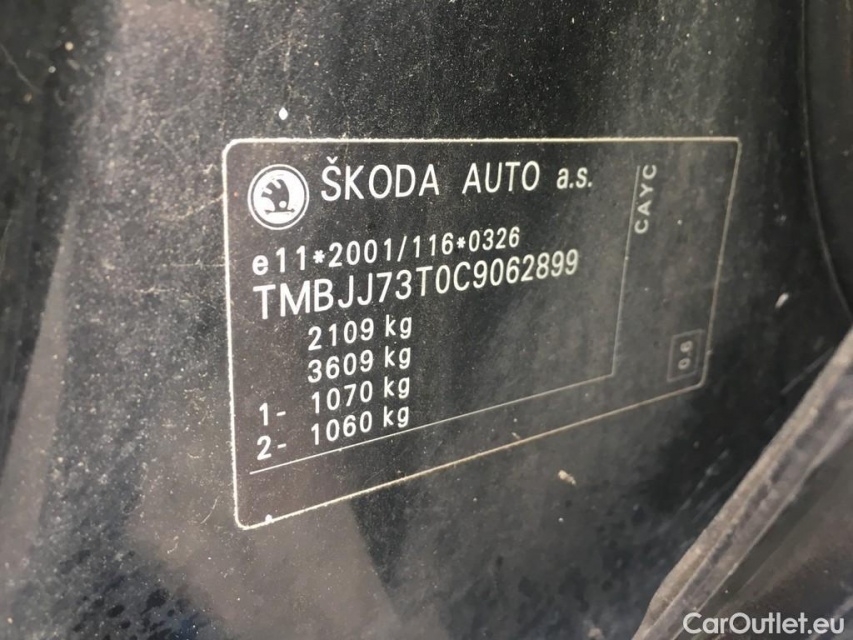 ŠKODA AUTO a.s.
CAYC
e11*2001/116*0326
TMBJJ73T0C9062899
2109 kg
3609 kg
1- 1070 kg
2- 1060 kg
0.6
CarOutlet.eu